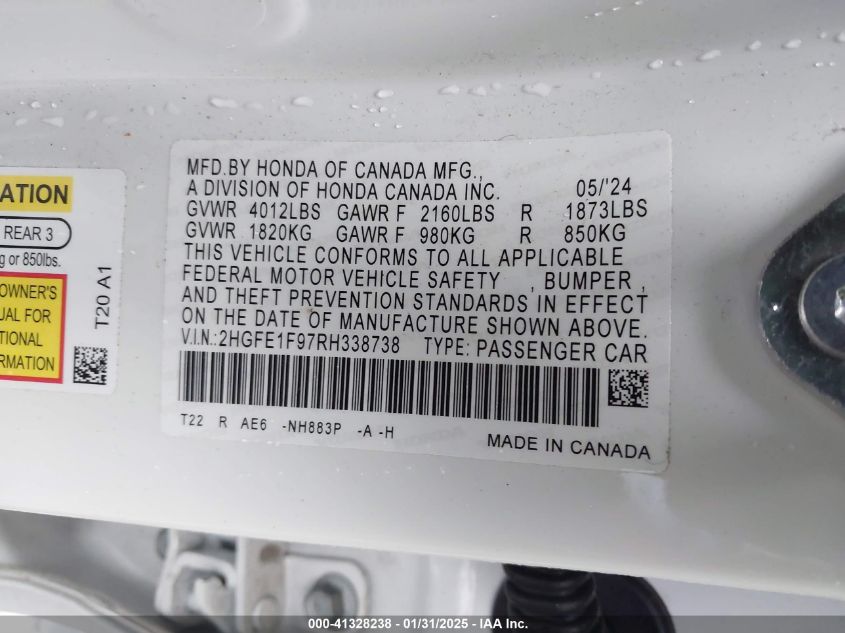 ATION
REAR 3
g or 850lbs.
OWNER'S
UAL FOR
TIONAL
RMATION
T20 A1
MFD.BY HONDA OF CANADA MFG.,
A DIVISION OF HONDA CANADA INC. 05/'24
GVWR 4012LBS GAWR F 2160LBS R 1873LBS
GVWR 1820KG GAWR F 980KG R 850KG
THIS VEHICLE CONFORMS TO ALL APPLICABLE
FEDERAL MOTOR VEHICLE SAFETY , BUMPER ,
AND THEFT PREVENTION STANDARDS IN EFFECT
ON THE DATE OF MANUFACTURE SHOWN ABOVE.
V.I.N.:2HGFE1F97RH338738 TYPE: PASSENGER CAR
T22 R AE6 -NH883P -A -H
MADE IN CANADA
000-41328238 - 01/31/2025 - IAA Inc.